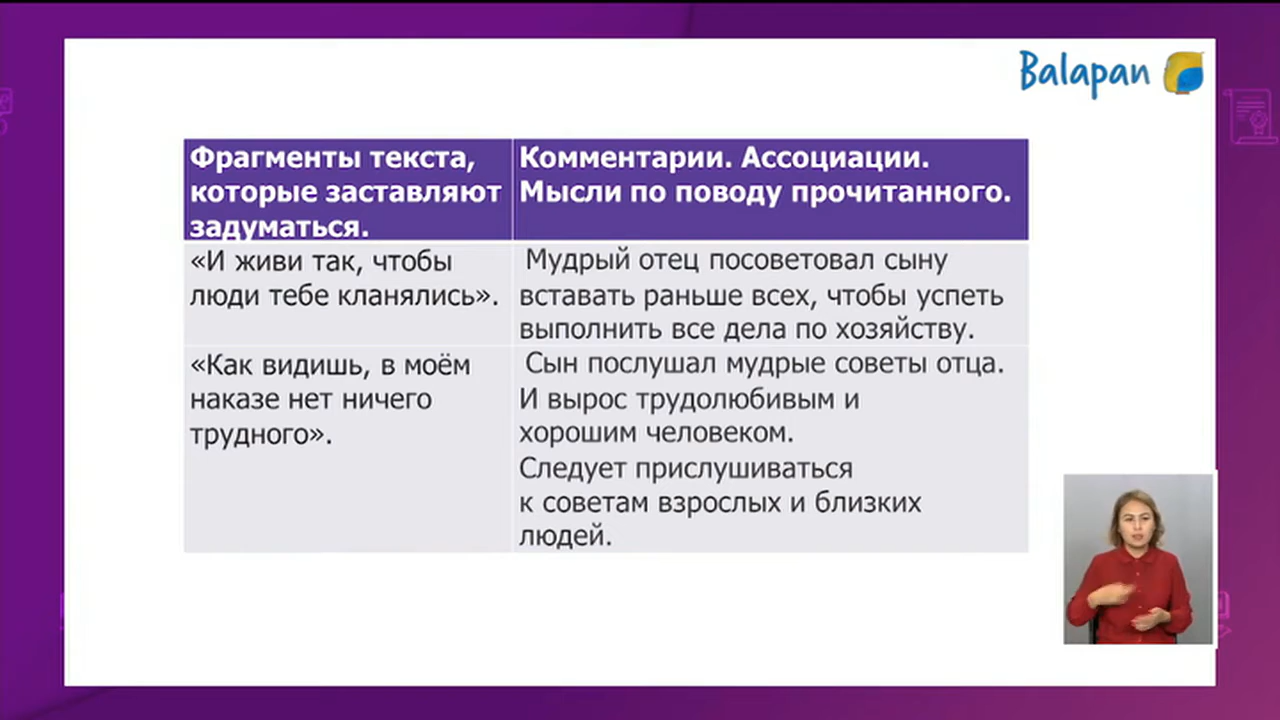 Balapan
Фрагменты текста,
которые заставляют
задуматься.
Комментарии. Ассоциации.
Мысли по поводу прочитанного.
«И живи так, чтобы
люди тебе кланялись».
Мудрый отец посоветовал сыну
вставать раньше всех, чтобы успеть
выполнить все дела по хозяйству.
«Как видишь, в моём
наказе нет ничего
трудного».
Сын послушал мудрые советы отца.
И вырос трудолюбивым и
хорошим человеком.
Следует прислушиваться
к советам взрослых и близких
людей.